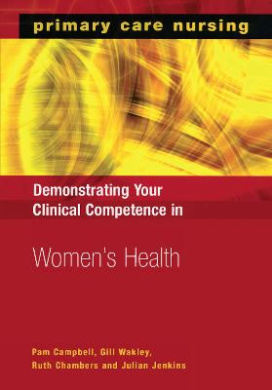 primary care nursing
Demonstrating Your
Clinical Competence in
Women's Health
Pam Campbell, Gill Wakley,
Ruth Chambers and Julian Jenkins